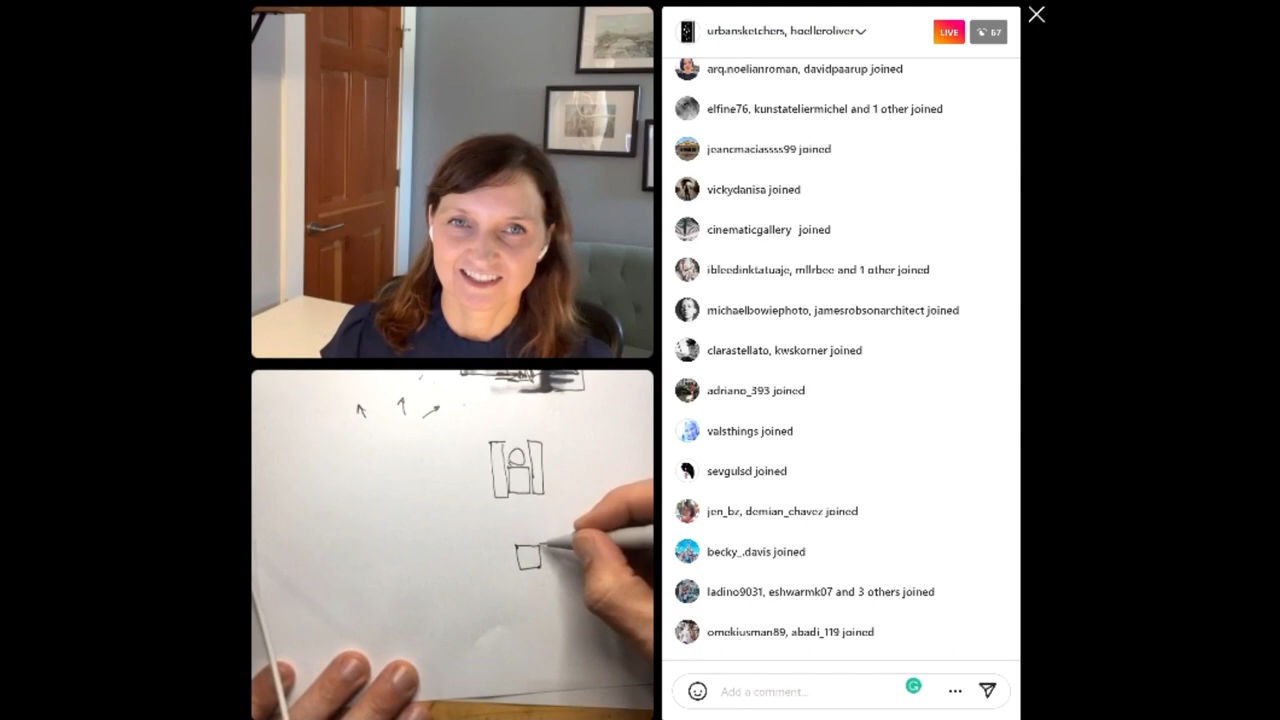 urbansketchers, hoelleroliver
LIVE
67
arq.noelianroman, davidpaarup joined
elfine76, kunstateliermichel and 1 other joined
jeancmaciassss99 joined
vickydanisa joined
cinematicgallery_ joined
ibleedinktatuaje, mllrbee and 1 other joined
michaelbowiephoto, jamesrobsonarchitect joined
clarastellato, kwskorner joined
adriano_393 joined
valsthings joined
sevgulsd joined
jen_bz, demian_chavez joined
becky_.davis joined
ladino9031, eshwarmk07 and 3 others joined
omekiusman89, abadi_119 joined
Add a comment...